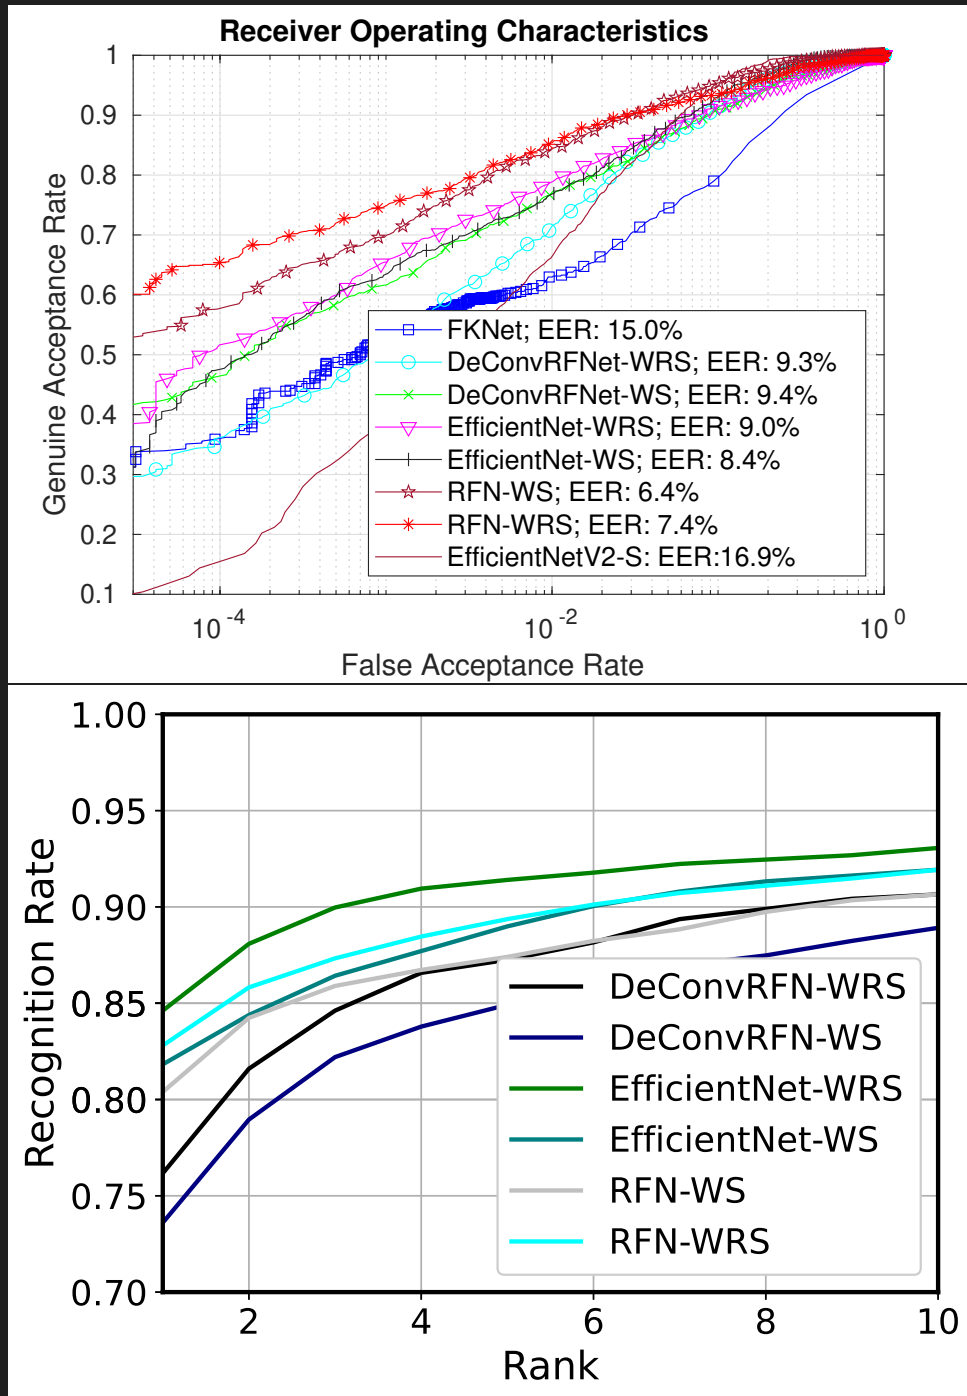 Receiver Operating Characteristics
1
0.9
0.8
0.7
0.6
0.5
0.4
0.3
0.2
0.1
Genuine Acceptance Rate
FKNet; EER: 15.0%
DeConvRFNet-WRS; EER: 9.3%
DeConvRFNet-WS; EER: 9.4%
EfficientNet-WRS; EER: 9.0%
EfficientNet-WS; EER: 8.4%
RFN-WS; EER: 6.4%
RFN-WRS; EER: 7.4%
EfficientNetV2-S: EER:16.9%
10^-4 10^-2 10^0
False Acceptance Rate
1.00
0.95
0.90
0.85
0.80
0.75
0.70
Recognition Rate
DeConvRFN-WRS
DeConvRFN-WS
EfficientNet-WRS
EfficientNet-WS
RFN-WS
RFN-WRS
2 4 6 8 10
Rank